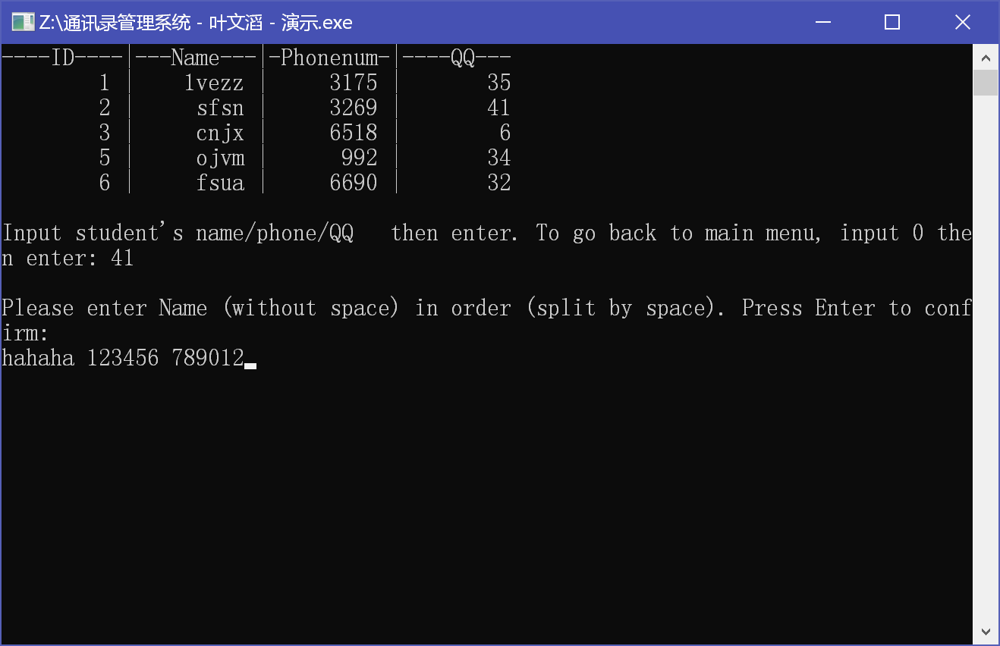 Z:\通讯录管理系统 - 叶文滔 - 演示.exe
----ID----|---Name---|-Phonenum-|----QQ---
1 | lvezz | 3175 | 35
2 | sfsn | 3269 | 41
3 | cnjx | 6518 | 6
5 | ojvm | 992 | 34
6 | fsua | 6690 | 32
Input student's name/phone/QQ   then enter. To go back to main menu, input 0 the
n enter: 41
Please enter Name (without space) in order (split by space). Press Enter to conf
irm:
hahaha 123456 789012